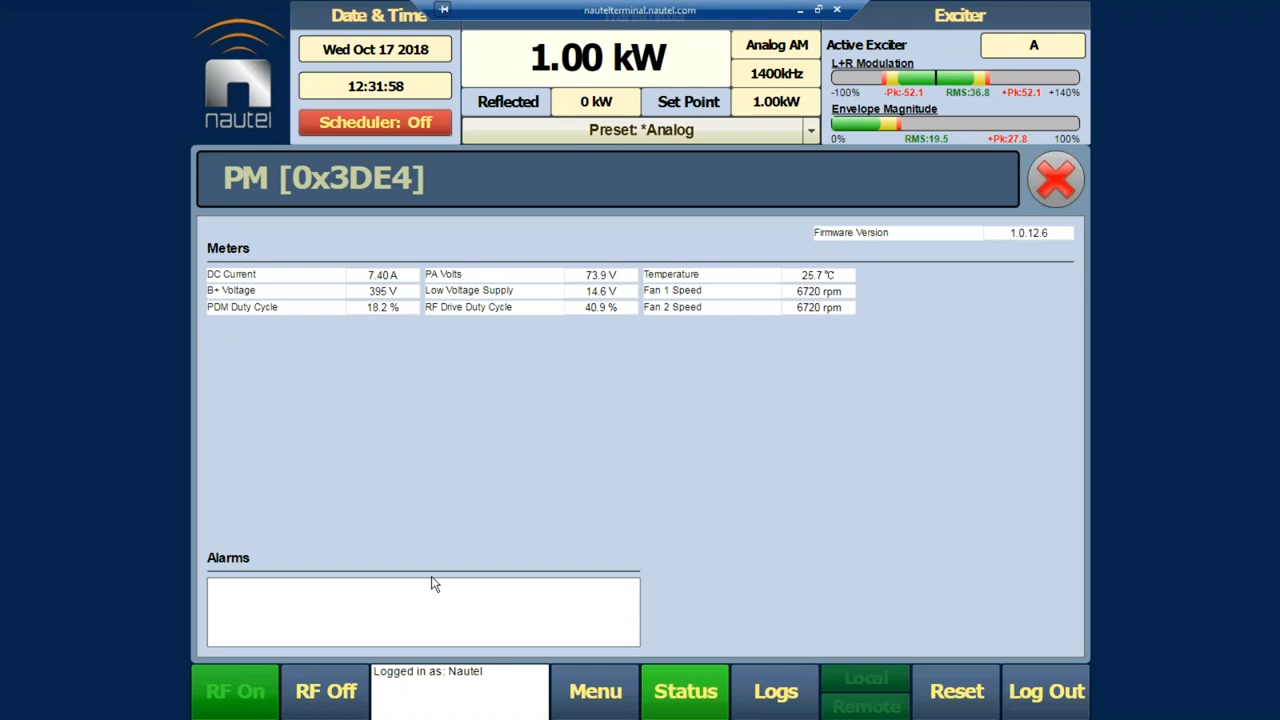 nautelterminal.nautel.com
nautel
Date & Time
Wed Oct 17 2018
12:31:58
Scheduler: Off
1.00 kW
Analog AM
1400kHz
Reflected 0 kW Set Point 1.00kW
Preset: *Analog
Exciter
Active Exciter A
L+R Modulation
-100% -Pk:-52.1 RMS:36.8 +Pk:52.1 +140%
Envelope Magnitude
0% RMS:19.5 +Pk:27.8 100%
PM [0x3DE4]
Firmware Version 1.0.12.6
Meters
DC Current 7.40 A PA Volts 73.9 V Temperature 25.7 °C
B+ Voltage 395 V Low Voltage Supply 14.6 V Fan 1 Speed 6720 rpm
PDM Duty Cycle 18.2 % RF Drive Duty Cycle 40.9 % Fan 2 Speed 6720 rpm
Alarms
RF On
RF Off
Logged in as: Nautel
Menu
Status
Logs
Local
Remote
Reset
Log Out